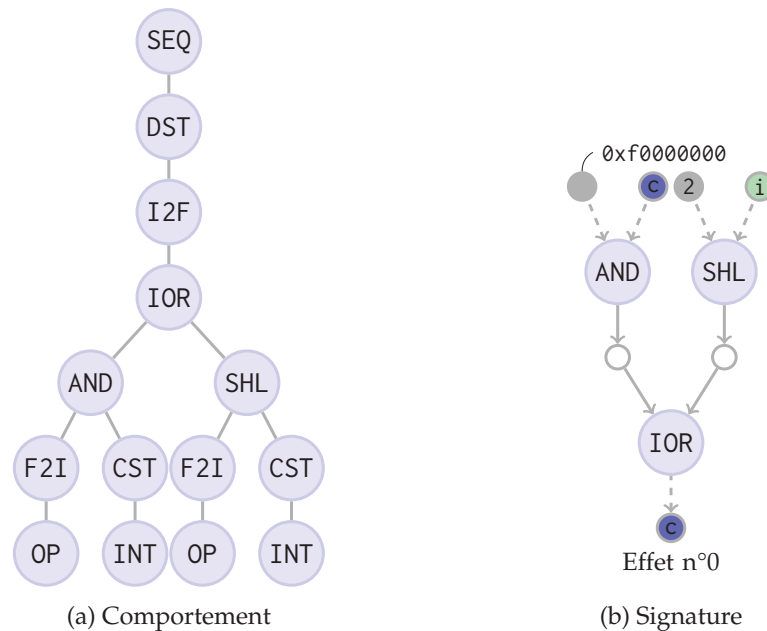 SEQ
DST
I2F
IOR
AND SHL
F2I CST F2I CST
OP INT OP INT
(a) Comportement
0xf0000000
c 2 i
AND SHL
IOR
c
Effet n°0
(b) Signature